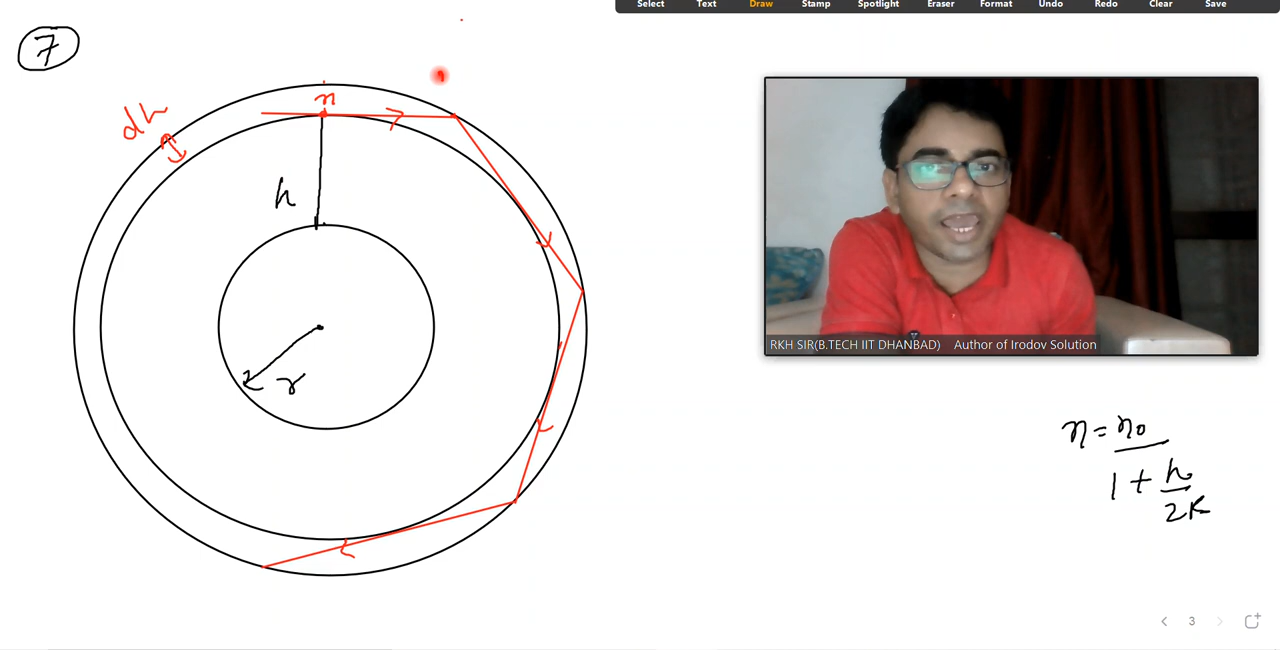 Select Text Draw Stamp Spotlight Eraser Format Undo Redo Clear Save
7
dh
n
h
r
RKH SIR(B.TECH IIT DHANBAD) Author of Irodov Solution
n = n0
1 + h
2r
3